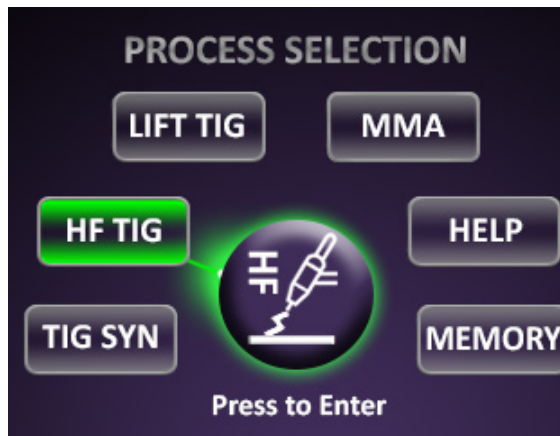 PROCESS SELECTION
LIFT TIG
MMA
HF TIG
HELP
HF
TIG SYN
MEMORY
Press to Enter